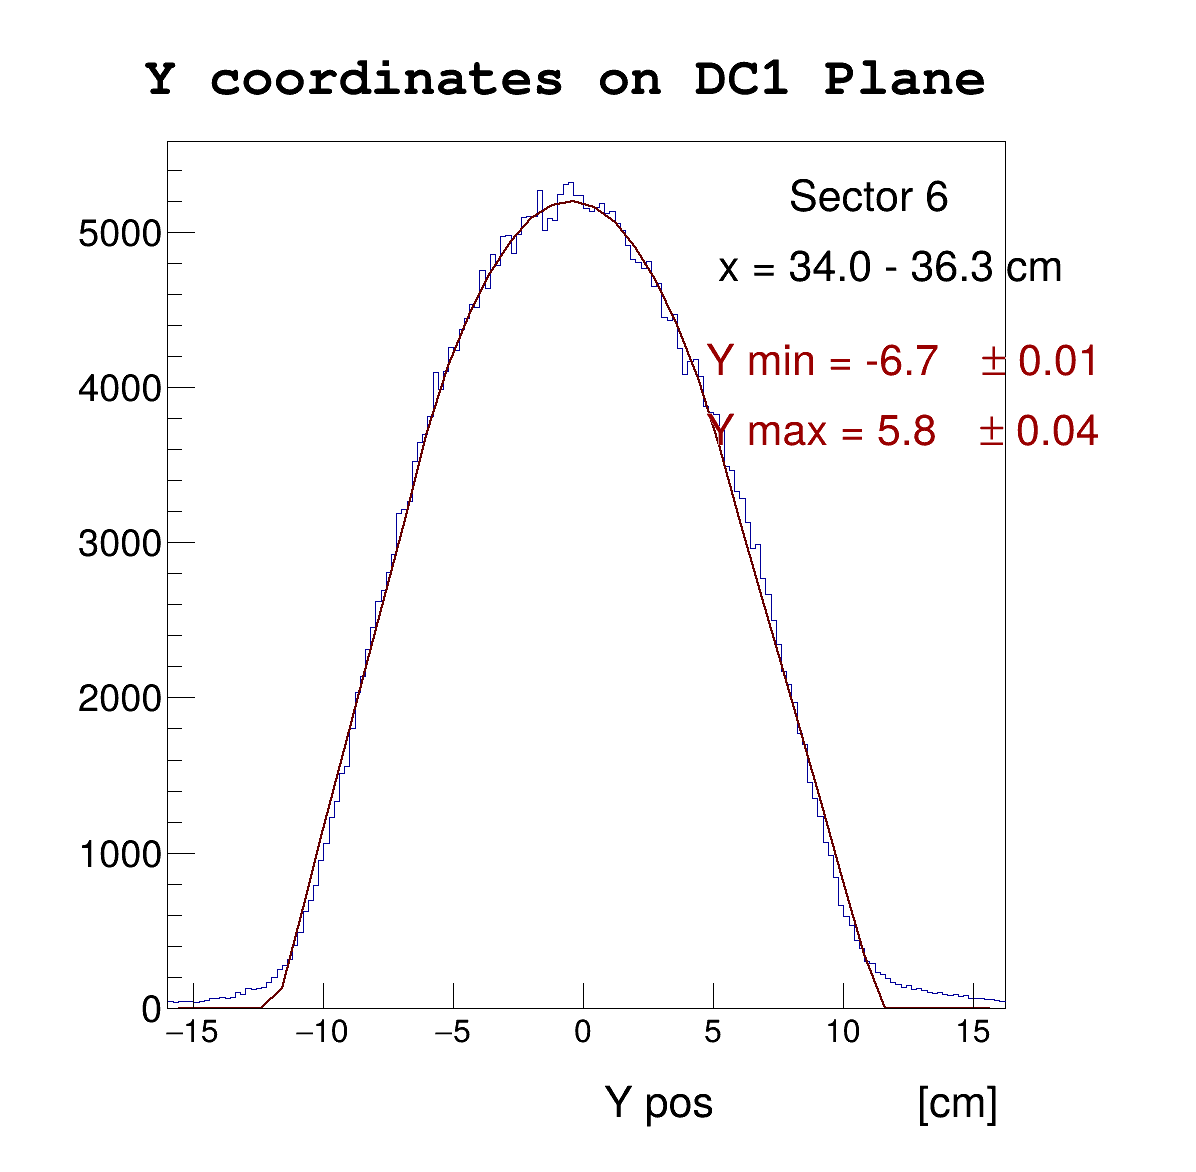 Y coordinates on DC1 Plane
Sector 6
x = 34.0 - 36.3 cm
Y min = -6.7 ± 0.01
Y max = 5.8 ± 0.04
5000
4000
3000
2000
1000
0
−15 −10 −5 0 5 10 15
Y pos [cm]